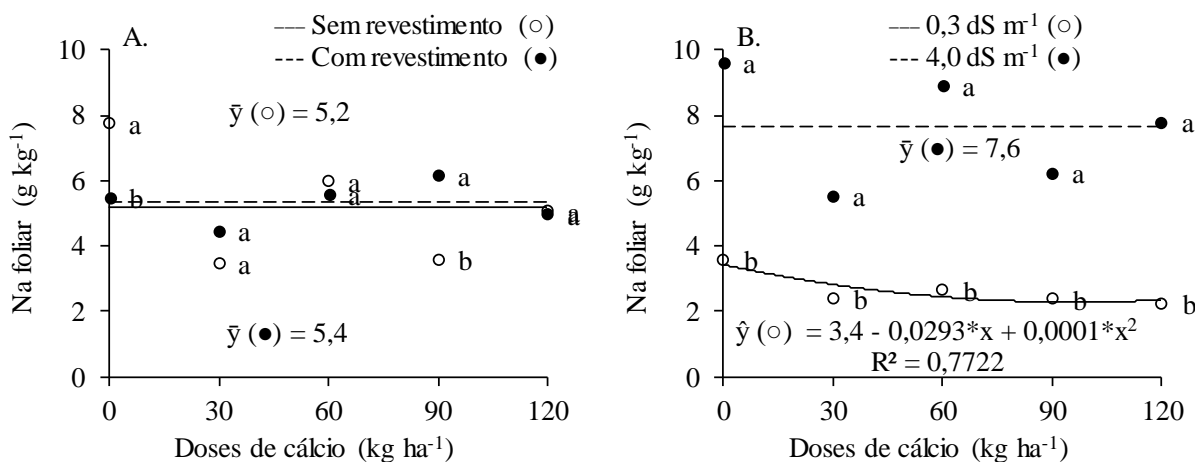 A.
Sem revestimento (○)
Com revestimento (●)
10
8
6
4
2
0
Na foliar (g kg⁻¹)
ȳ (○) = 5,2
ȳ (●) = 5,4
a
b
a
a
a
a
a
b
a
a
0 30 60 90 120
Doses de cálcio (kg ha⁻¹)
B.
0,3 dS m⁻¹ (○)
4,0 dS m⁻¹ (●)
10
8
6
4
2
0
Na foliar (g kg⁻¹)
a
a
a
a
a
ȳ (●) = 7,6
b
b
b
b
b
ŷ (○) = 3,4 - 0,0293*x + 0,0001*x²
R² = 0,7722
0 30 60 90 120
Doses de cálcio (kg ha⁻¹)